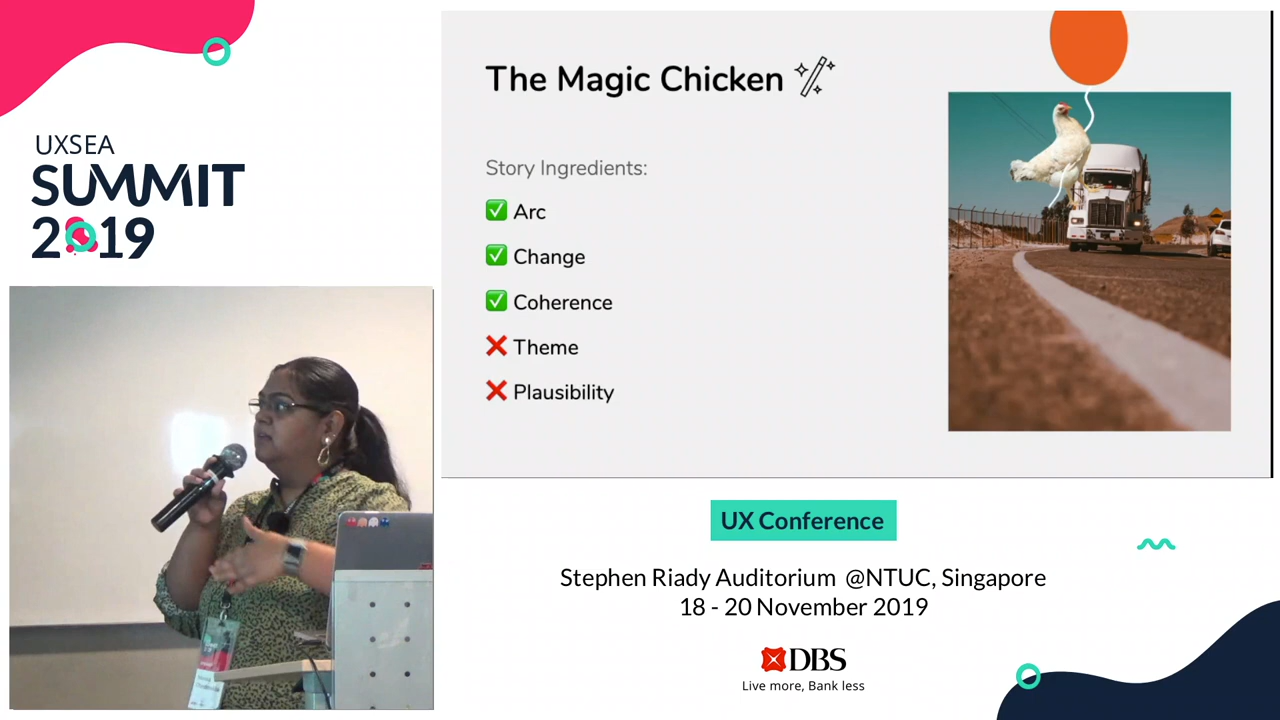 UXSEA
SUMMIT
2019
The Magic Chicken
Story Ingredients:
Arc
Change
Coherence
Theme
Plausibility
UX Conference
Stephen Riady Auditorium @NTUC, Singapore
18 - 20 November 2019
DBS
Live more, Bank less